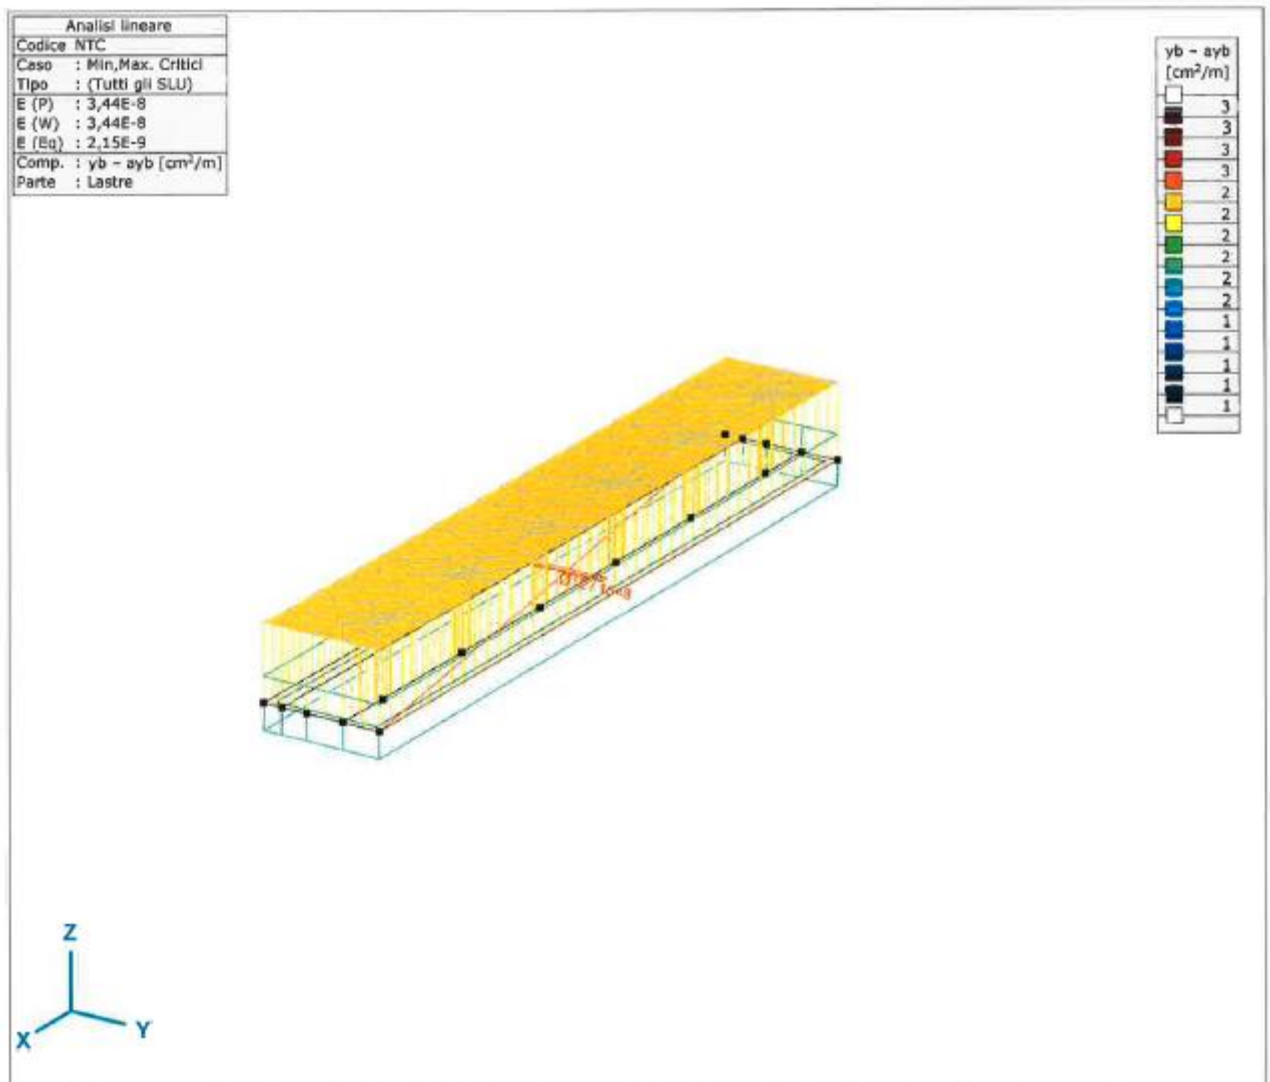 Analisi lineare
Codice NTC
Caso : Min,Max. Critici
Tipo : (Tutti gli SLU)
E (P) : 3,44E-8
E (W) : 3,44E-8
E (Eq) : 2,15E-9
Comp. : yb - ayb [cm²/m]
Parte : Lastre
yb - ayb
[cm²/m]
3
3
3
3
2
2
2
2
2
2
1
1
1
1
1
Z
X
Y